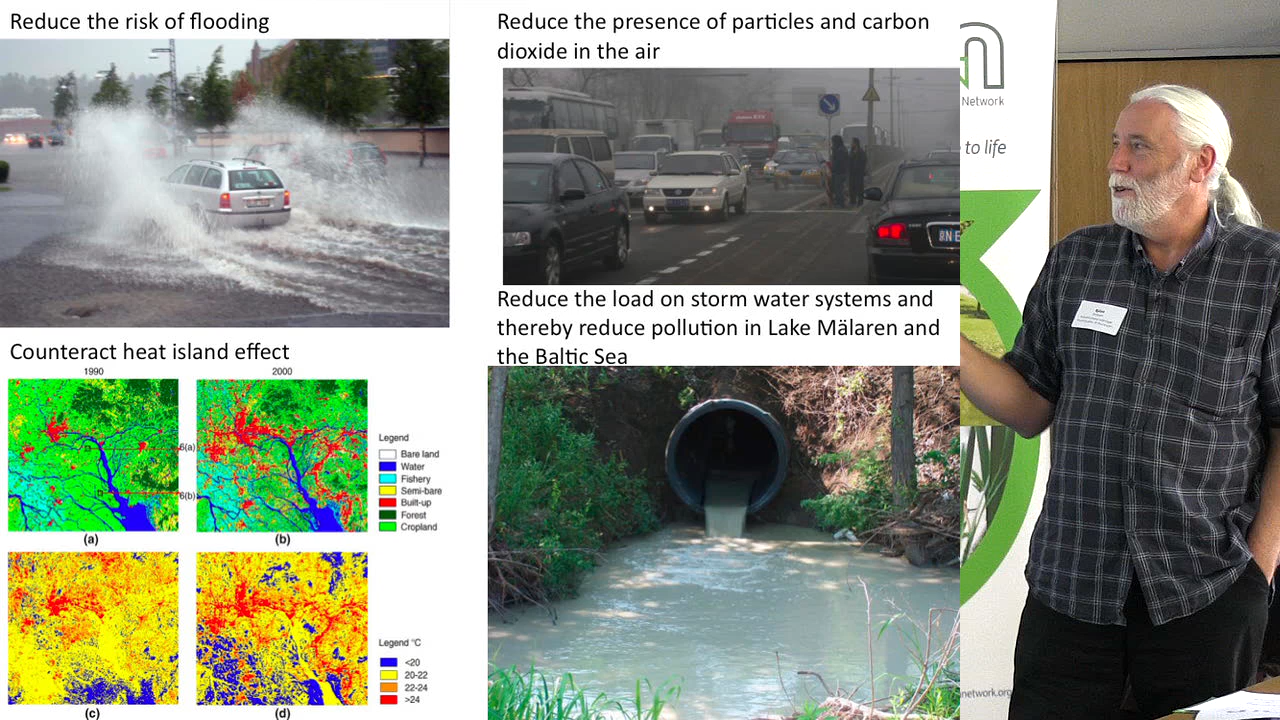 Reduce the risk of flooding
Reduce the presence of particles and carbon
dioxide in the air
Reduce the load on storm water systems and
thereby reduce pollution in Lake Mälaren and
the Baltic Sea
Counteract heat island effect
1990
2000
6(a)
6(b)
Legend
Bare land
Water
Fishery
Semi-bare
Built-up
Forest
Cropland
(a)
(b)
Legend °C
<20
20-22
22-24
>24
(c)
(d)
Network
to life
network.org